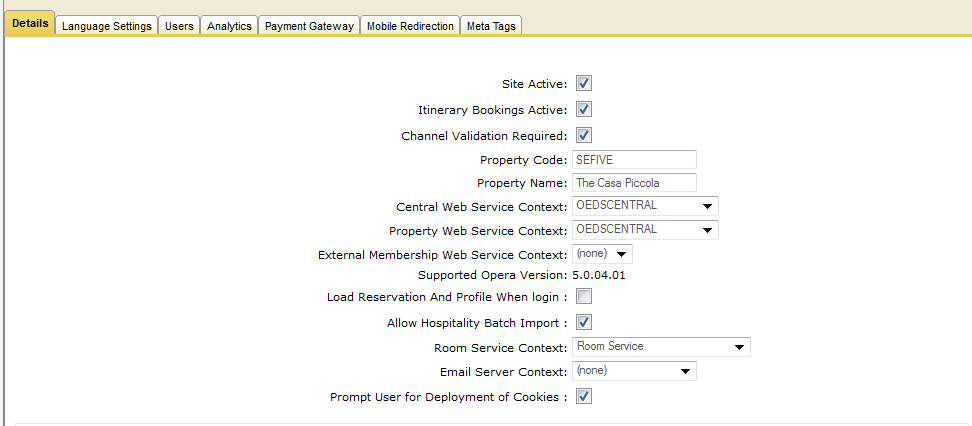 Details Language Settings Users Analytics Payment Gateway Mobile Redirection Meta Tags
Site Active:
Itinerary Bookings Active:
Channel Validation Required:
Property Code: SEFIVE
Property Name: The Casa Piccola
Central Web Service Context: OEDSCENTRAL
Property Web Service Context: OEDSCENTRAL
External Membership Web Service Context: (none)
Supported Opera Version: 5.0.04.01
Load Reservation And Profile When login :
Allow Hospitality Batch Import :
Room Service Context: Room Service
Email Server Context: (none)
Prompt User for Deployment of Cookies :